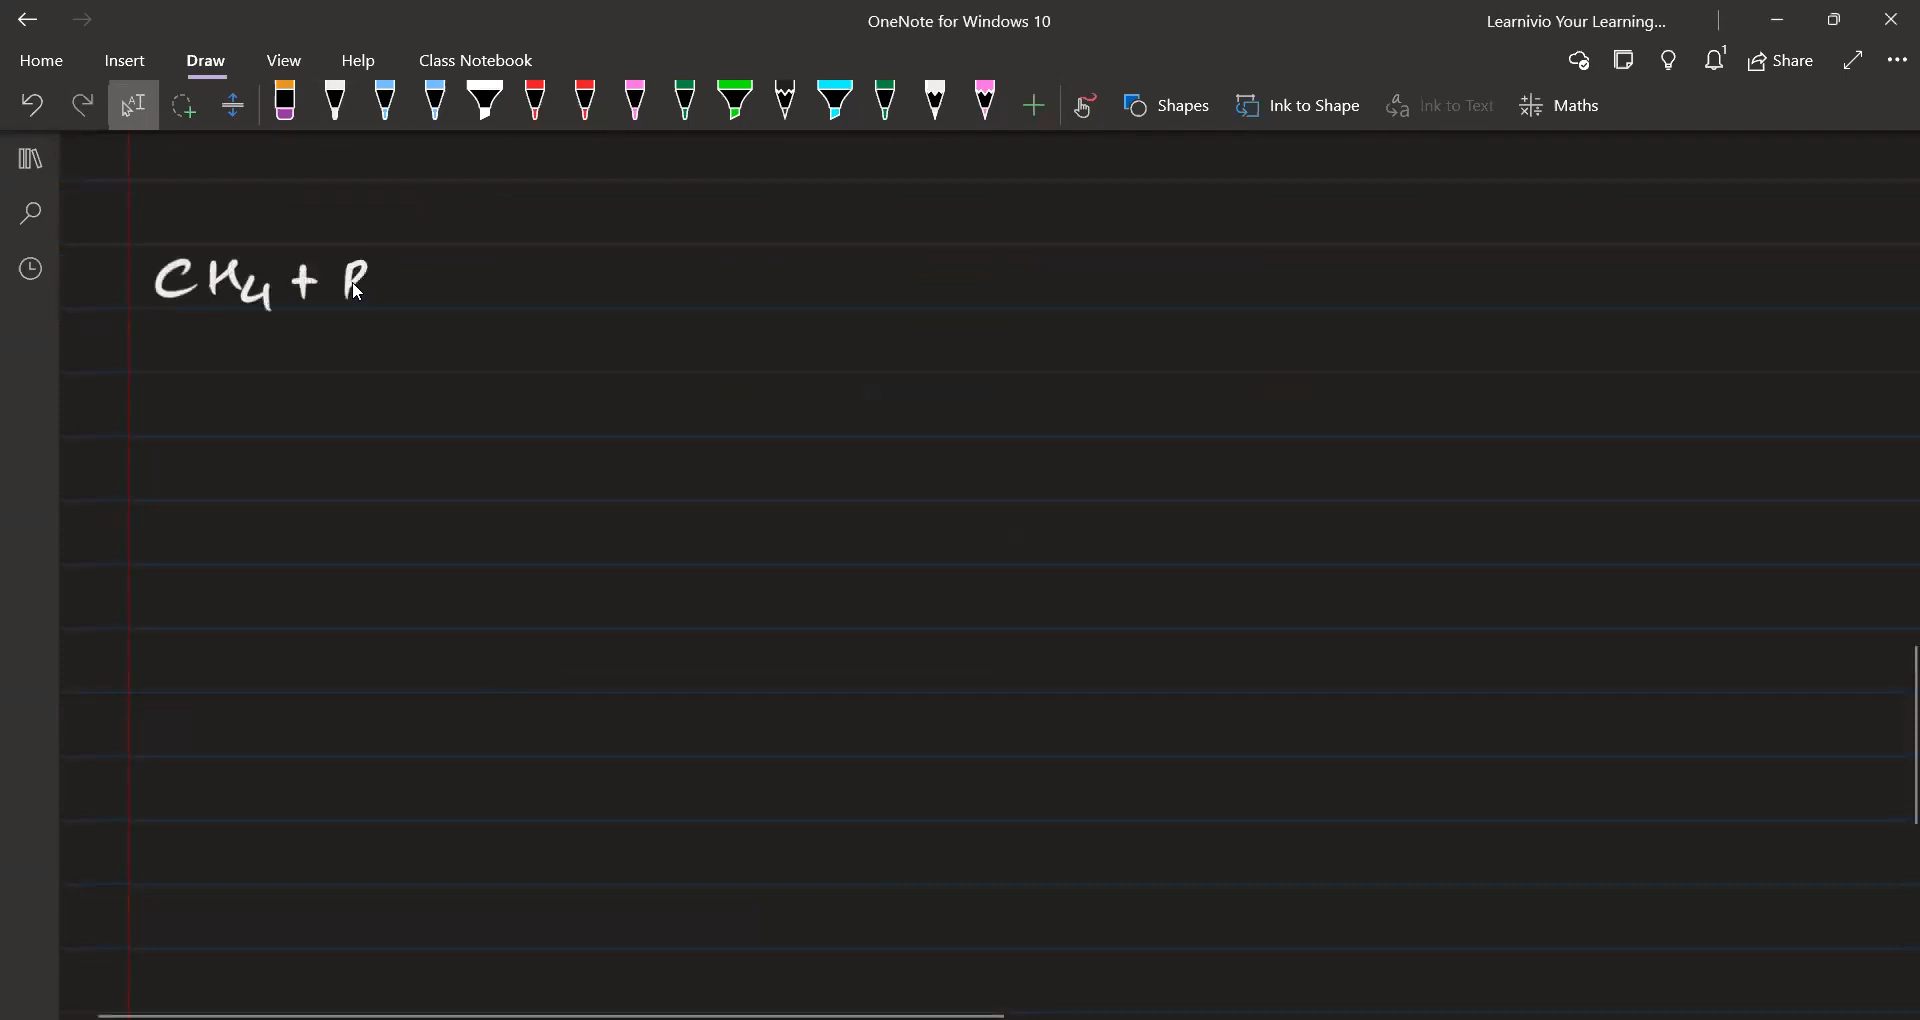 OneNote for Windows 10
Learnivio Your Learning...
Home Insert Draw View Help Class Notebook
1 Share
Shapes Ink to Shape Ink to Text Maths
CH4 + R